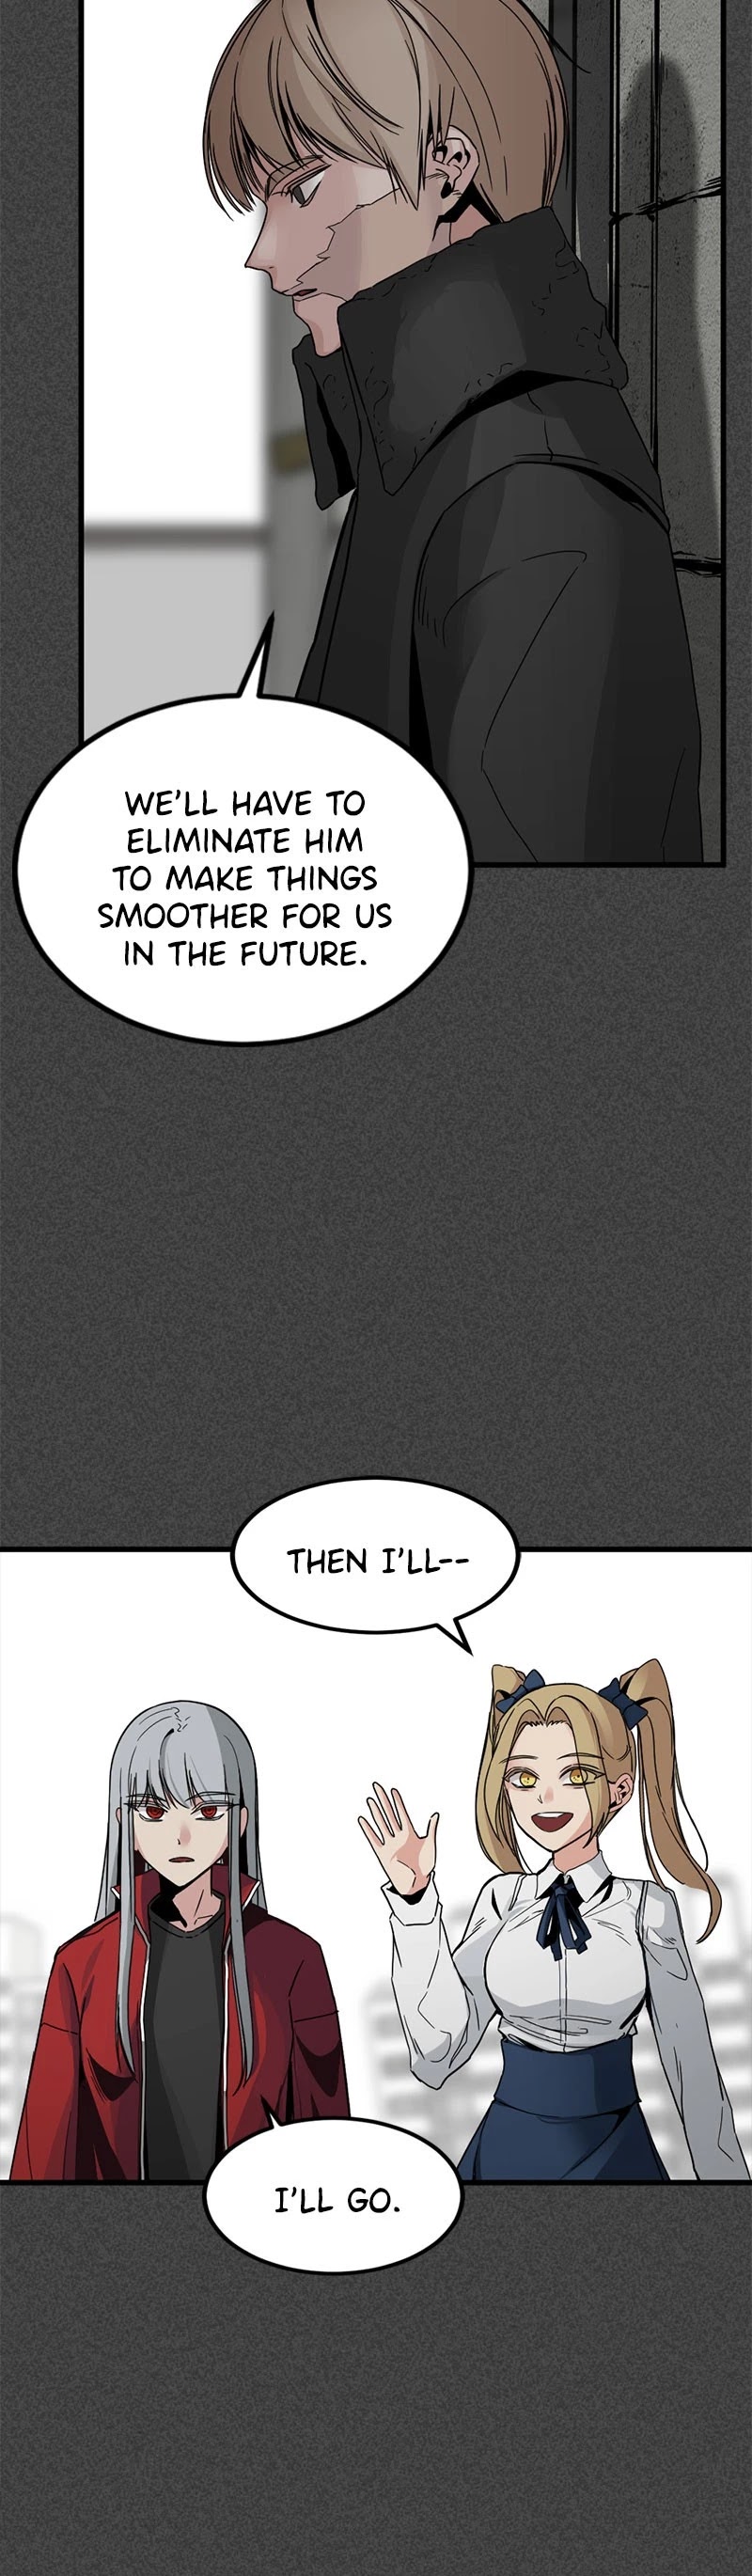 WE'LL HAVE TO
ELIMINATE HIM
TO MAKE THINGS
SMOOTHER FOR US
IN THE FUTURE.
THEN I'LL--
I'LL GO.